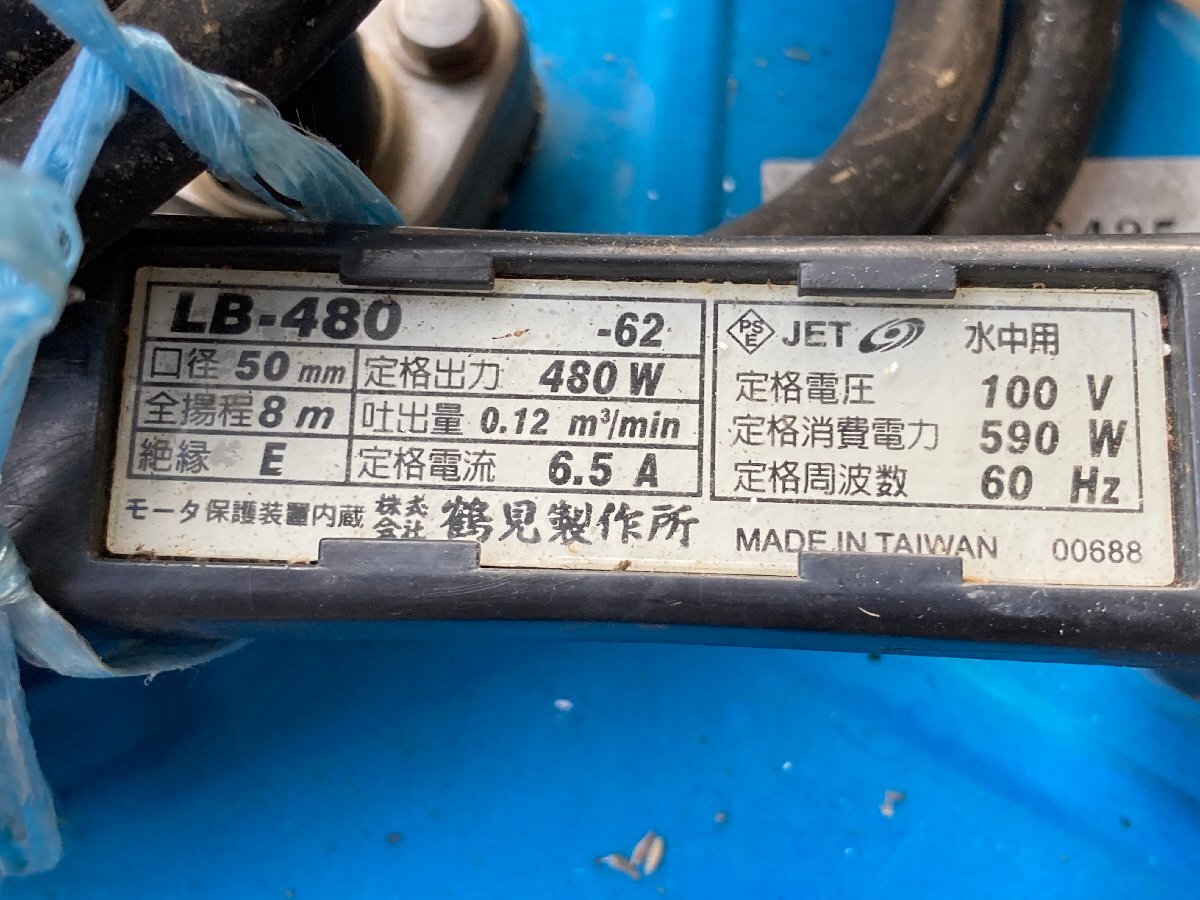 LB-480 -62
口径 50 mm 定格出力 480 W
全揚程 8 m 吐出量 0.12 m³/min
絶縁 E 定格電流 6.5 A
モータ保護装置内蔵 株式会社 鶴見製作所
PSE JET 水中用
定格電圧 100 V
定格消費電力 590 W
定格周波数 60 Hz
MADE IN TAIWAN 00688